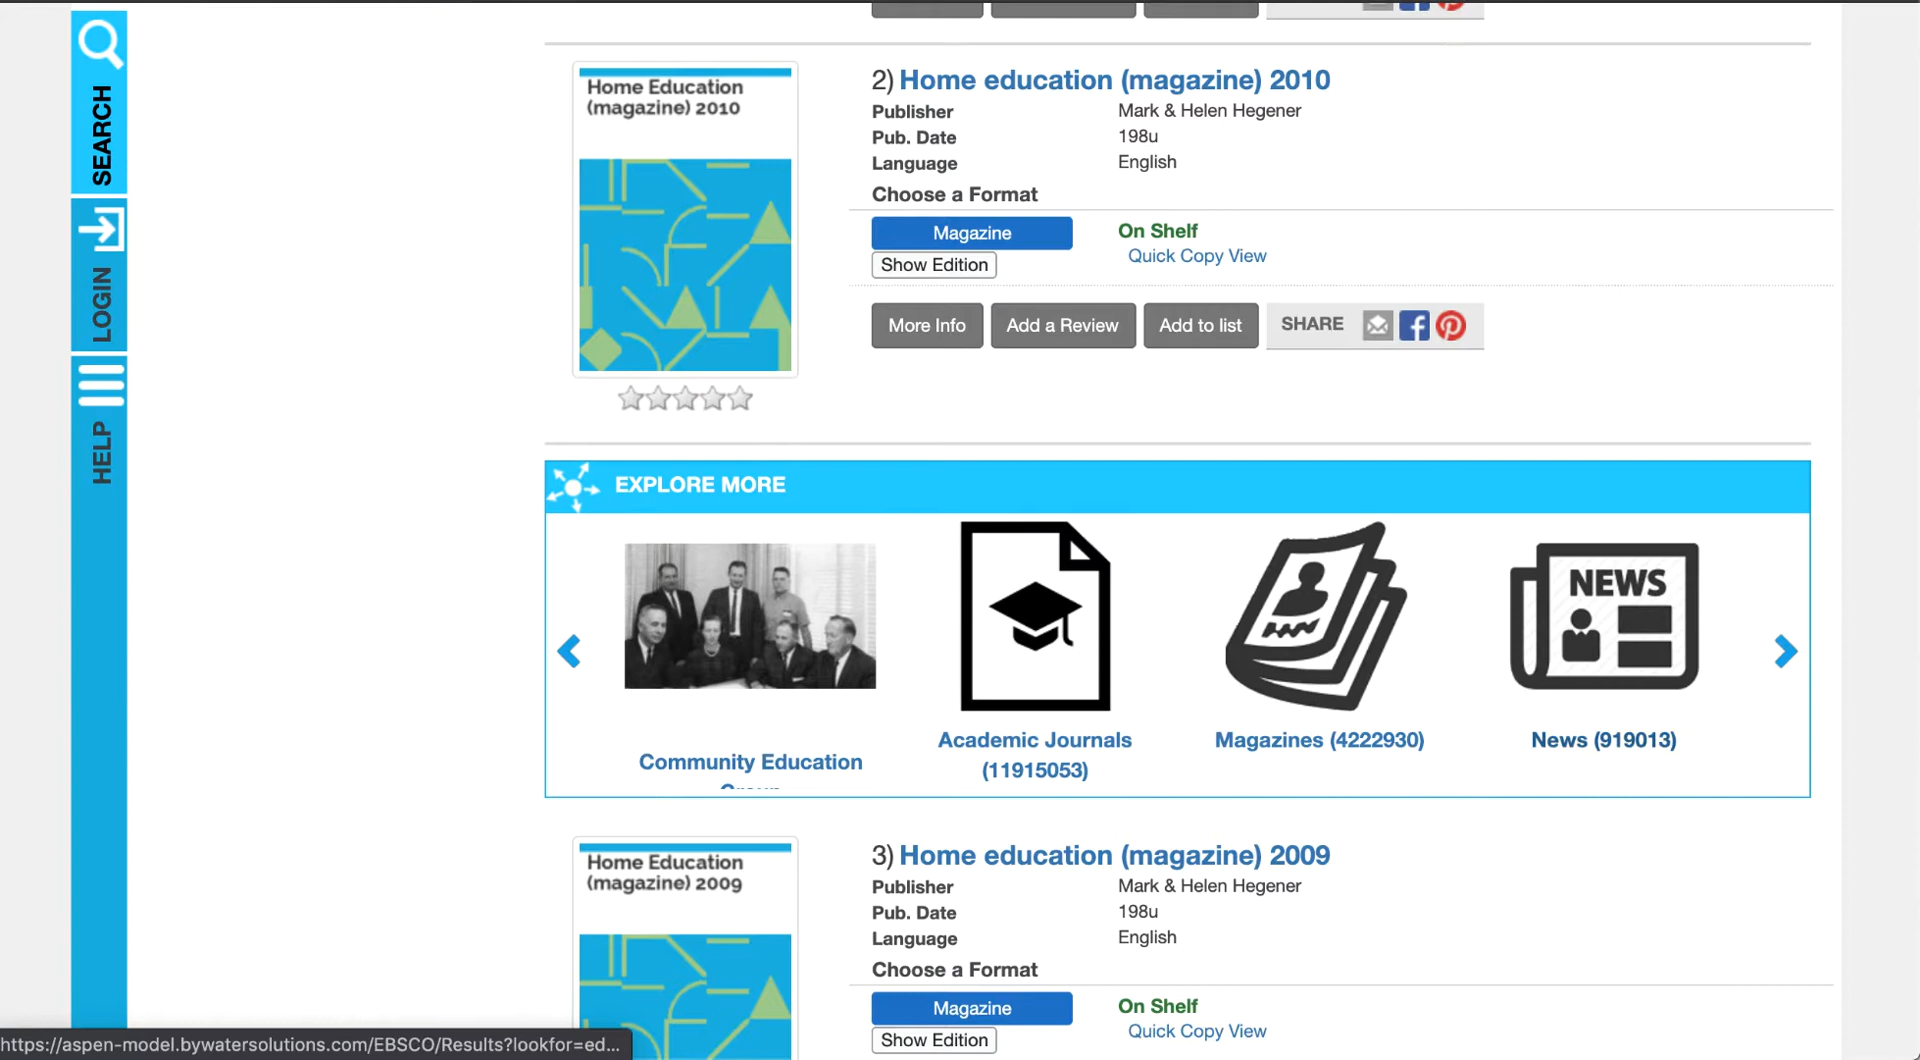 SEARCH
LOGIN
HELP
Home Education
(magazine) 2010
2) Home education (magazine) 2010
Publisher Mark & Helen Hegener
Pub. Date 198u
Language English
Choose a Format
Magazine On Shelf
Quick Copy View
Show Edition
More Info Add a Review Add to list SHARE
EXPLORE MORE
NEWS
Community Education
Academic Journals
(11915053)
Magazines (4222930)
News (919013)
Home Education
(magazine) 2009
3) Home education (magazine) 2009
Publisher Mark & Helen Hegener
Pub. Date 198u
Language English
Choose a Format
Magazine On Shelf
Quick Copy View
Show Edition
https://aspen-model.bywatersolutions.com/EBSCO/Results?lookfor=ed...